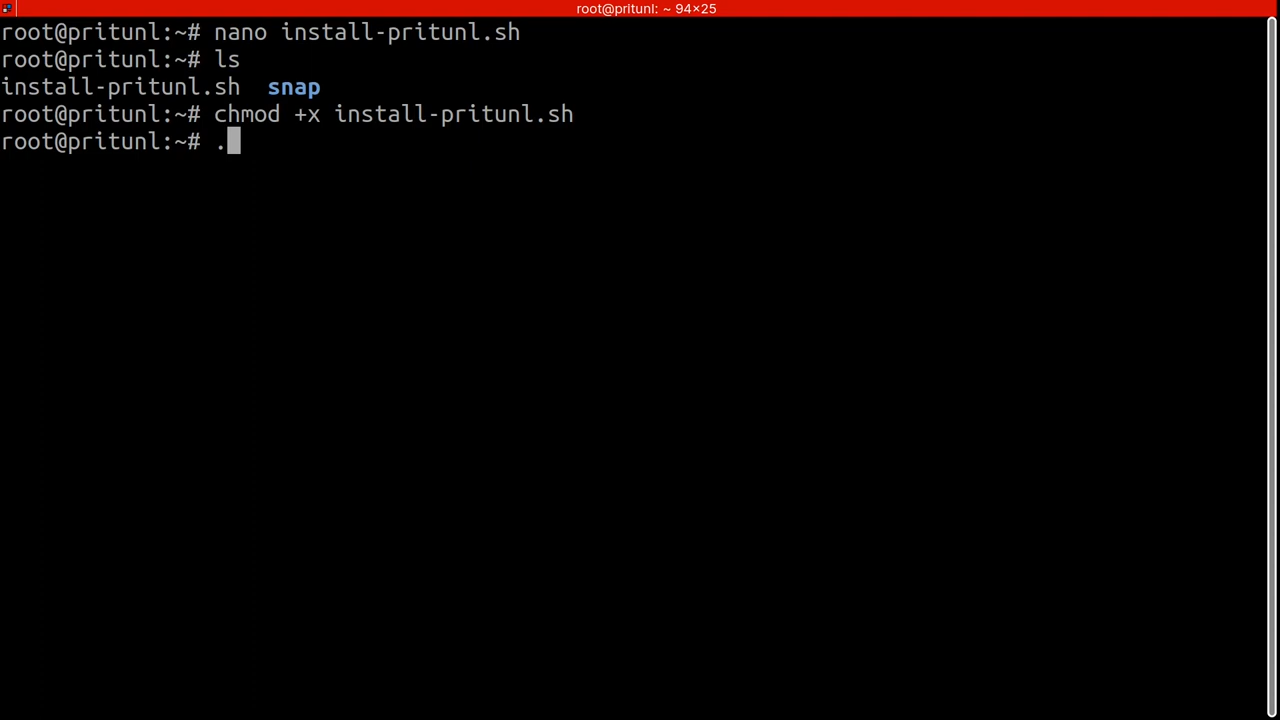 root@pritunl: ~ 94×25
root@pritunl:~# nano install-pritunl.sh
root@pritunl:~# ls
install-pritunl.sh  snap
root@pritunl:~# chmod +x install-pritunl.sh
root@pritunl:~# .